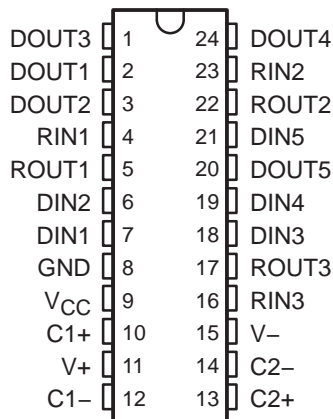 DOUT3 1 24 DOUT4
DOUT1 2 23 RIN2
DOUT2 3 22 ROUT2
RIN1 4 21 DIN5
ROUT1 5 20 DOUT5
DIN2 6 19 DIN4
DIN1 7 18 DIN3
GND 8 17 ROUT3
VCC 9 16 RIN3
C1+ 10 15 V−
V+ 11 14 C2−
C1− 12 13 C2+